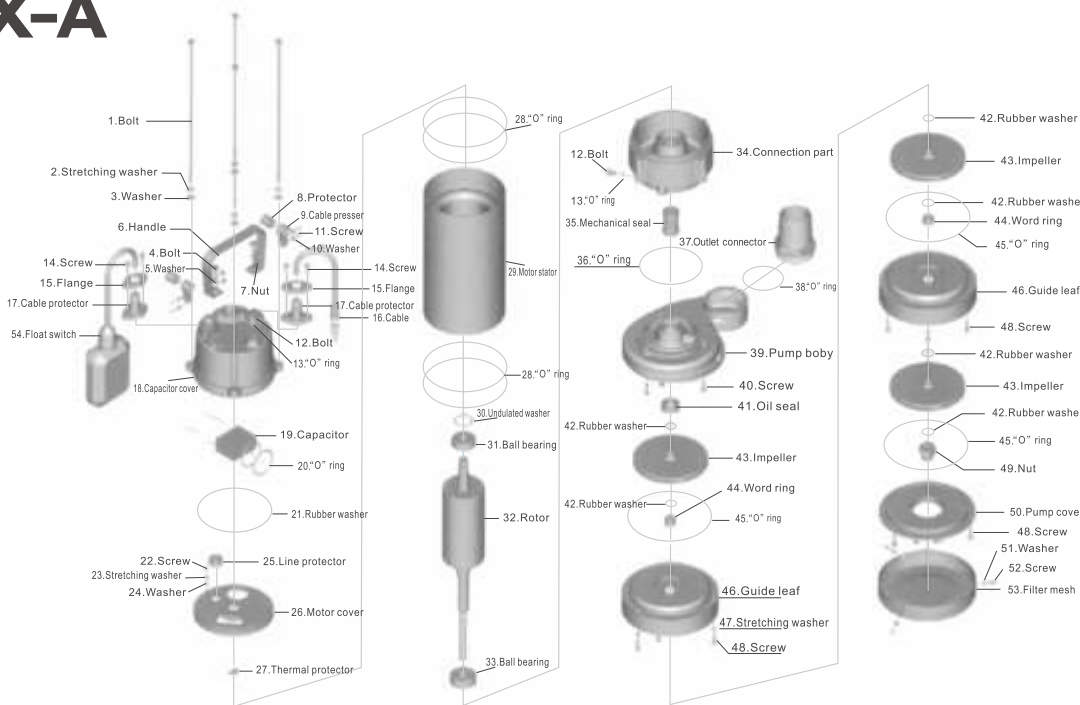 X-A
1.Bolt
2.Stretching washer
3.Washer
8.Protector
9.Cable presser
6.Handle
11.Screw
4.Bolt
10.Washer
14.Screw
5.Washer
14.Screw
15.Flange
7.Nut
15.Flange
17.Cable protector
17.Cable protector
16.Cable
54.Float switch
12.Bolt
13."O" ring
18.Capacitor cover
19.Capacitor
20."O" ring
21.Rubber washer
22.Screw
25.Line protector
23.Stretching washer
24.Washer
26.Motor cover
27.Thermal protector
28."O" ring
29.Motor stator
28."O" ring
30.Undulated washer
31.Ball bearing
32.Rotor
33.Ball bearing
12.Bolt
34.Connection part
13."O" ring
35.Mechanical seal
37.Outlet connector
36."O" ring
38."O" ring
39.Pump boby
40.Screw
41.Oil seal
42.Rubber washer
43.Impeller
44.Word ring
42.Rubber washer
45."O" ring
46.Guide leaf
47.Stretching washer
48.Screw
42.Rubber washer
43.Impeller
42.Rubber washe
44.Word ring
45."O" ring
46.Guide leaf
48.Screw
42.Rubber washer
43.Impeller
42.Rubber washe
45."O" ring
49.Nut
50.Pump cove
48.Screw
51.Washer
52.Screw
53.Filter mesh